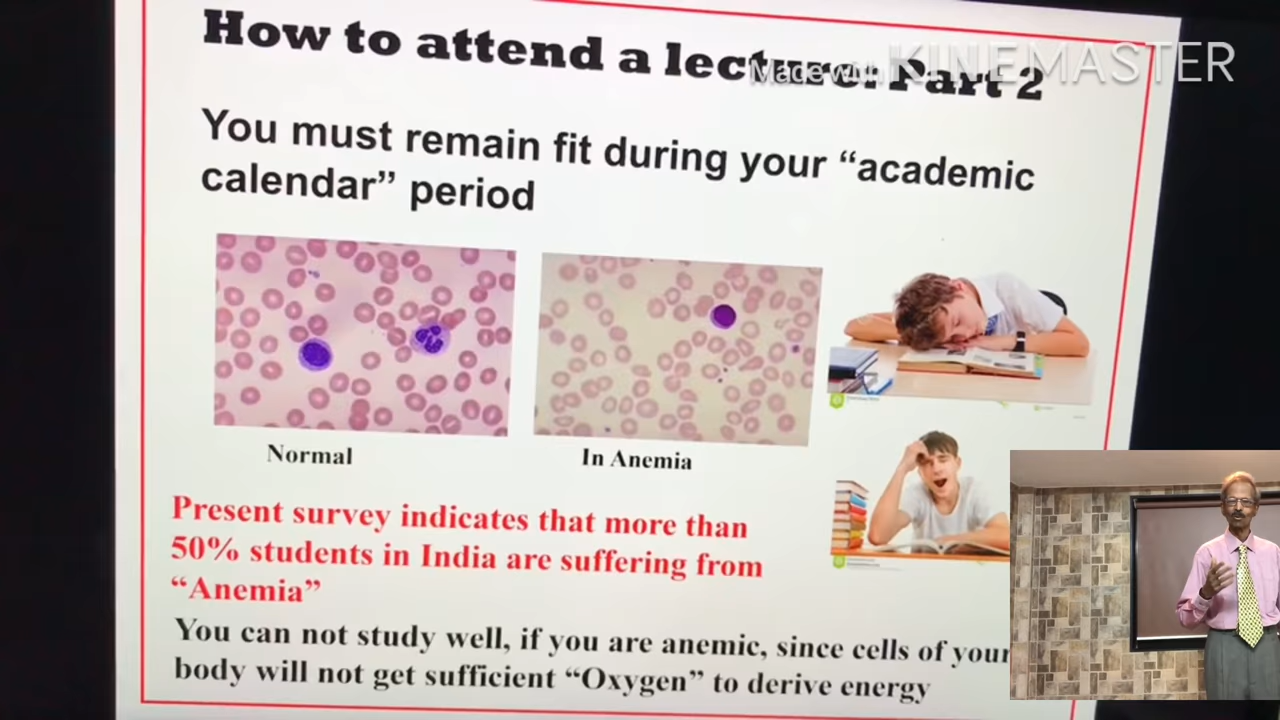 How to attend a lecture: Part 2
Made with KINEMASTER
You must remain fit during your “academic
calendar” period
Normal
In Anemia
Present survey indicates that more than
50% students in India are suffering from
“Anemia”
You can not study well, if you are anemic, since cells of your
body will not get sufficient “Oxygen” to derive energy